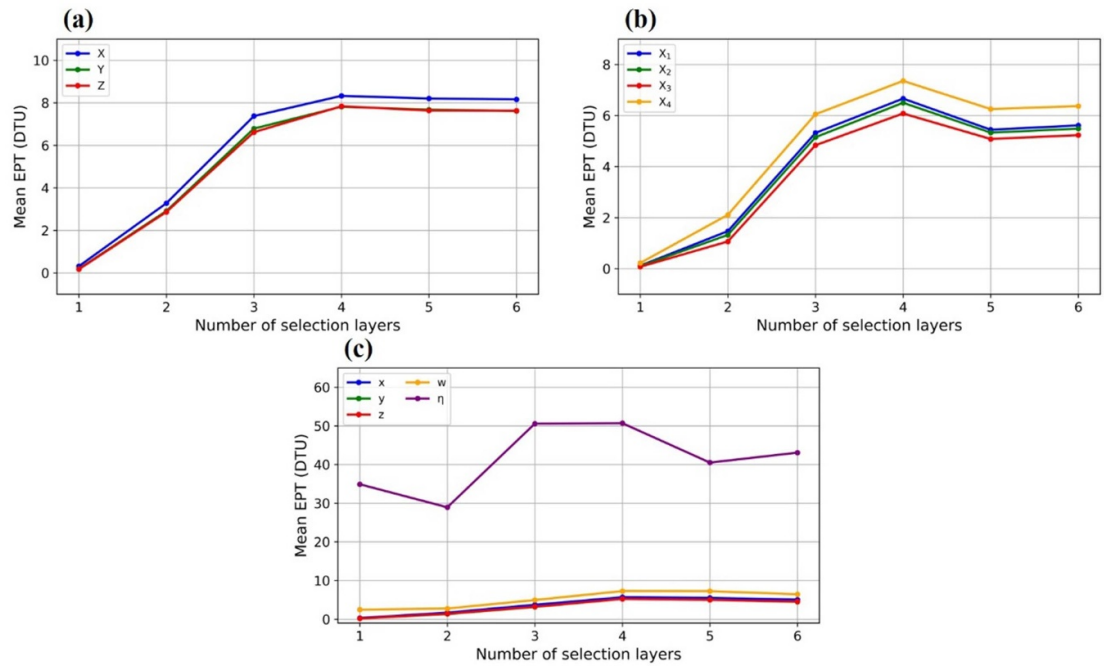 (a)
X
Y
Z
Mean EPT (DTU)
10
8
6
4
2
0
1 2 3 4 5 6
Number of selection layers
(b)
X₁
X₂
X₃
X₄
Mean EPT (DTU)
8
6
4
2
0
1 2 3 4 5 6
Number of selection layers
(c)
x w
y η
z
Mean EPT (DTU)
60
50
40
30
20
10
0
1 2 3 4 5 6
Number of selection layers